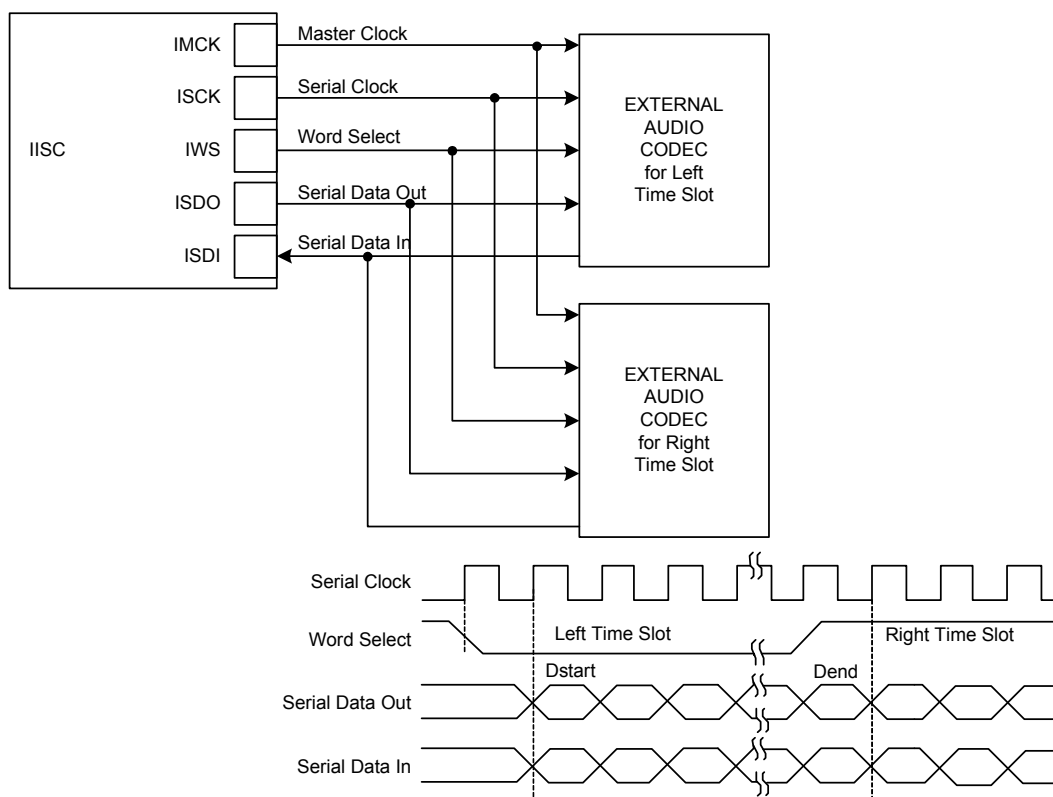 IISC
IMCK
Master Clock
ISCK
Serial Clock
IWS
Word Select
ISDO
Serial Data Out
ISDI
Serial Data In
EXTERNAL
AUDIO
CODEC
for Left
Time Slot
EXTERNAL
AUDIO
CODEC
for Right
Time Slot
Serial Clock
Word Select
Left Time Slot
Right Time Slot
Dstart
Dend
Serial Data Out
Serial Data In